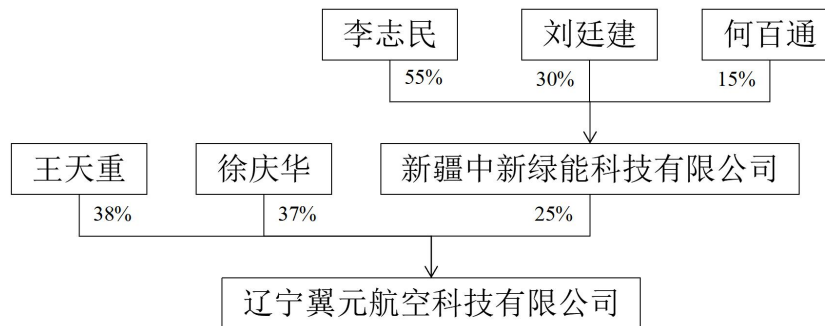 李志民 刘廷建 何百通
55% 30% 15%
王天重 徐庆华 新疆中新绿能科技有限公司
38% 37% 25%
辽宁翼元航空科技有限公司